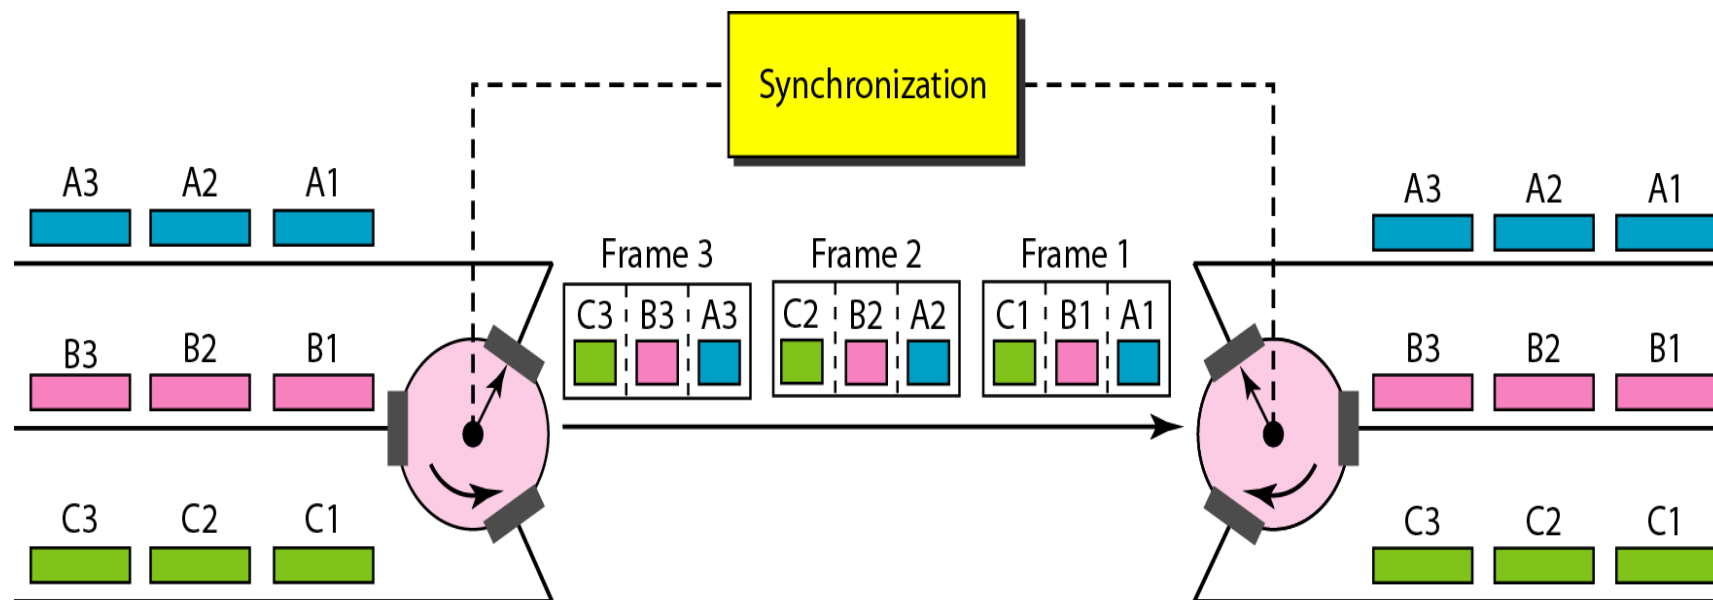 Synchronization
A3 A2 A1
A3 A2 A1
Frame 3 Frame 2 Frame 1
C3 B3 A3 C2 B2 A2 C1 B1 A1
B3 B2 B1
B3 B2 B1
C3 C2 C1
C3 C2 C1